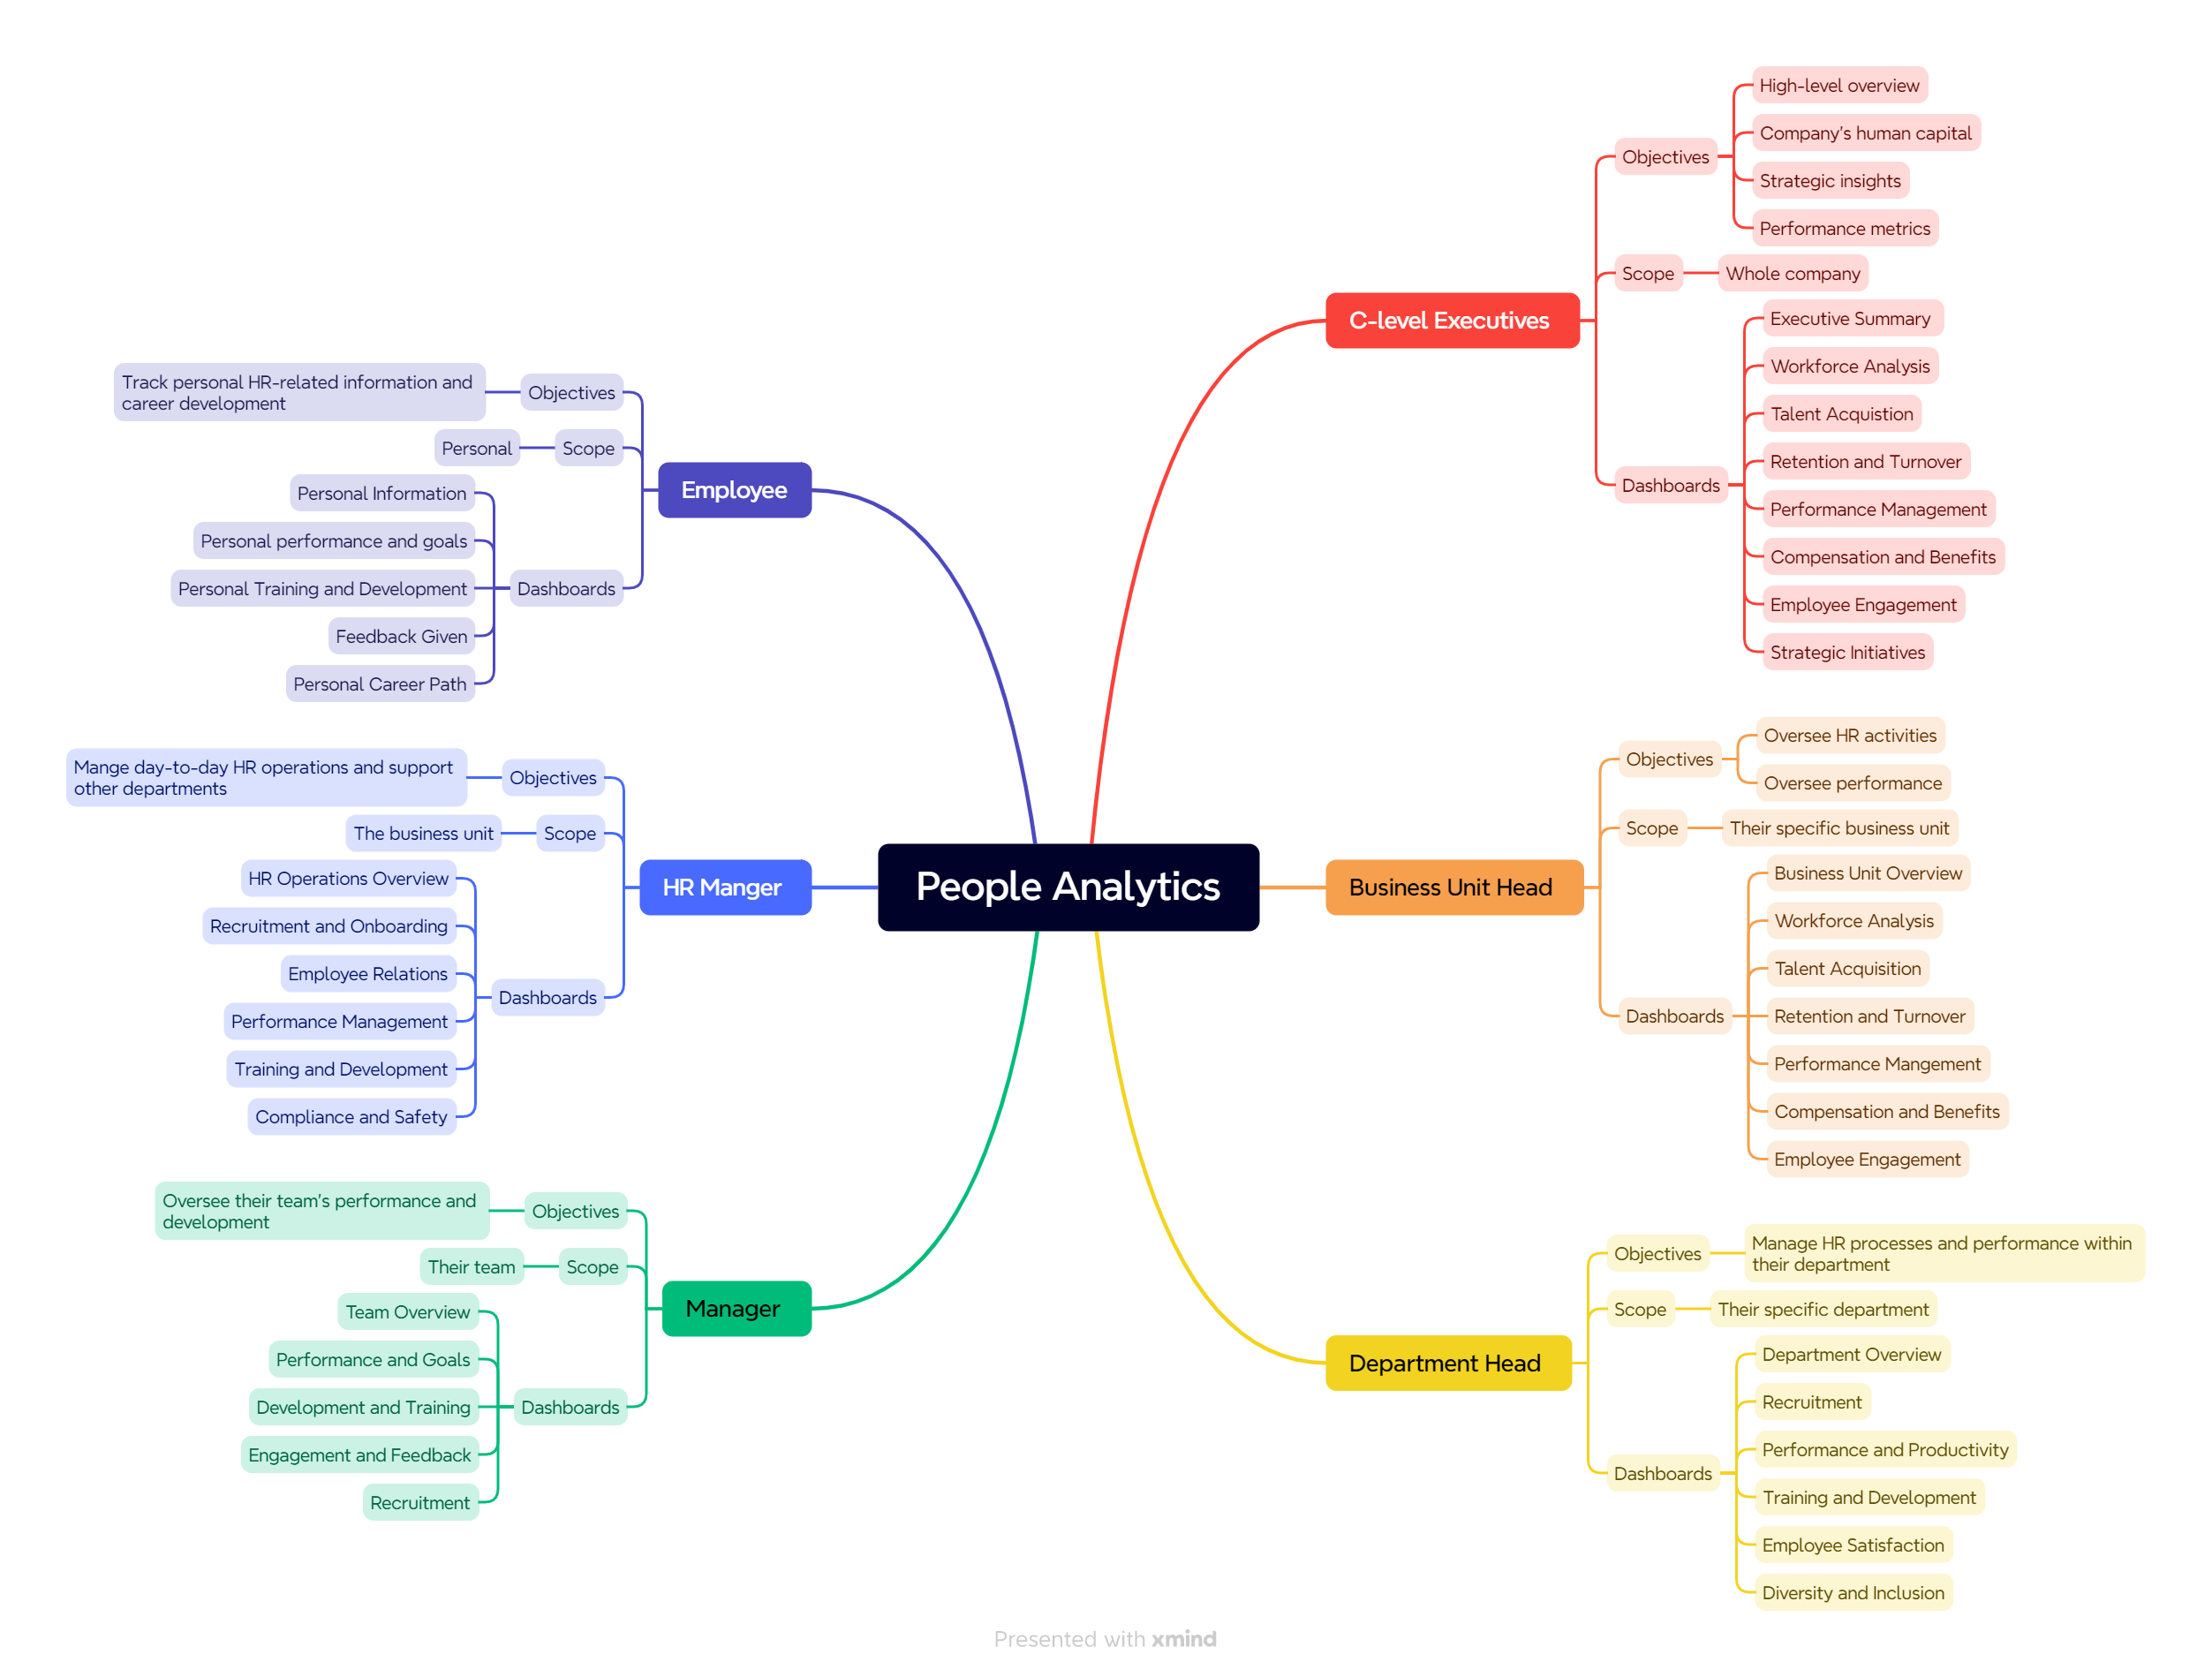 People Analytics
C-level Executives
Objectives
High-level overview
Company's human capital
Strategic insights
Performance metrics
Scope
Whole company
Dashboards
Executive Summary
Workforce Analysis
Talent Acquistion
Retention and Turnover
Performance Management
Compensation and Benefits
Employee Engagement
Strategic Initiatives
Business Unit Head
Objectives
Oversee HR activities
Oversee performance
Scope
Their specific business unit
Dashboards
Business Unit Overview
Workforce Analysis
Talent Acquisition
Retention and Turnover
Performance Mangement
Compensation and Benefits
Employee Engagement
Department Head
Objectives
Manage HR processes and performance within
their department
Scope
Their specific department
Dashboards
Department Overview
Recruitment
Performance and Productivity
Training and Development
Employee Satisfaction
Diversity and Inclusion
Employee
Objectives
Track personal HR-related information and
career development
Scope
Personal
Dashboards
Personal Information
Personal performance and goals
Personal Training and Development
Feedback Given
Personal Career Path
HR Manger
Objectives
Mange day-to-day HR operations and support
other departments
Scope
The business unit
Dashboards
HR Operations Overview
Recruitment and Onboarding
Employee Relations
Performance Management
Training and Development
Compliance and Safety
Manager
Objectives
Oversee their team's performance and
development
Scope
Their team
Dashboards
Team Overview
Performance and Goals
Development and Training
Engagement and Feedback
Recruitment
Presented with xmind